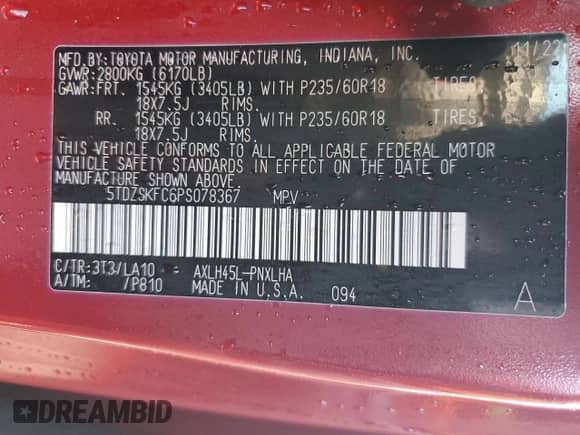 MFD. BY: TOYOTA MOTOR MANUFACTURING, INDIANA, INC. 11/22
GVWR: 2800KG (6170LB)
GAWR: FRT. 1545KG (3405LB) WITH P235/60R18 TIRES,
18X7.5J RIMS.
RR. 1545KG (3405LB) WITH P235/60R18 TIRES,
18X7.5J RIMS.
THIS VEHICLE CONFORMS TO ALL APPLICABLE FEDERAL MOTOR
VEHICLE SAFETY STANDARDS IN EFFECT ON THE DATE OF
MANUFACTURE SHOWN ABOVE.
5TDZSKFC6PS078367 MPV
C/TR:3T3/LA10 AXLH45L-PNXLHA
A/TM: /P810 MADE IN U.S.A. 094 A
DREAMBID